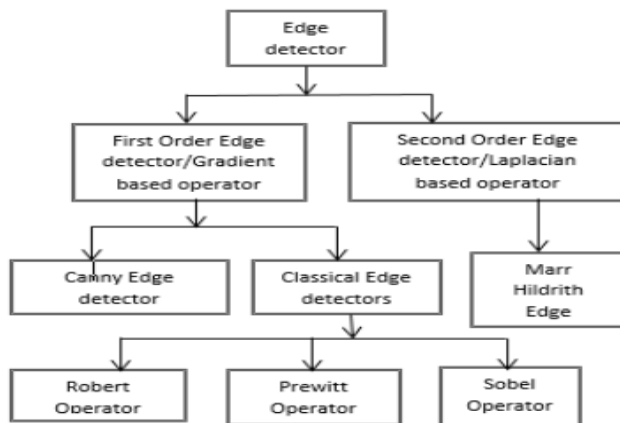 Edge
detector
First Order Edge
detector/Gradient
based operator
Second Order Edge
detector/Laplacian
based operator
Canny Edge
detector
Classical Edge
detectors
Marr
Hildrith
Edge
Robert
Operator
Prewitt
Operator
Sobel
Operator